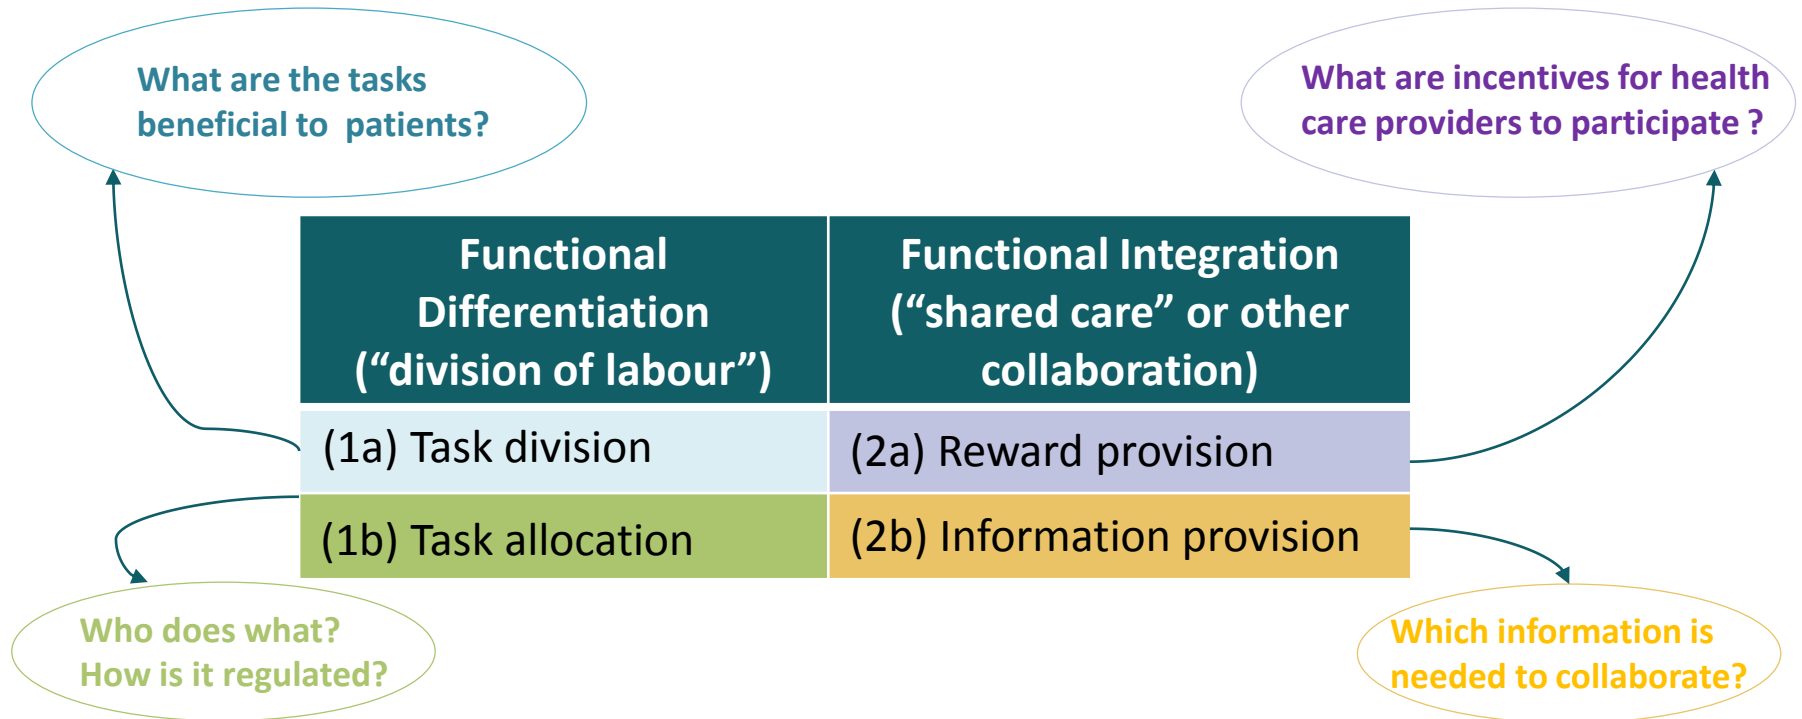 What are the tasks
beneficial to  patients?
What are incentives for health
care providers to participate ?
Functional
Differentiation
(“division of labour”)
Functional Integration
(“shared care” or other
collaboration)
(1a) Task division
(2a) Reward provision
(1b) Task allocation
(2b) Information provision
Who does what?
How is it regulated?
Which information is
needed to collaborate?